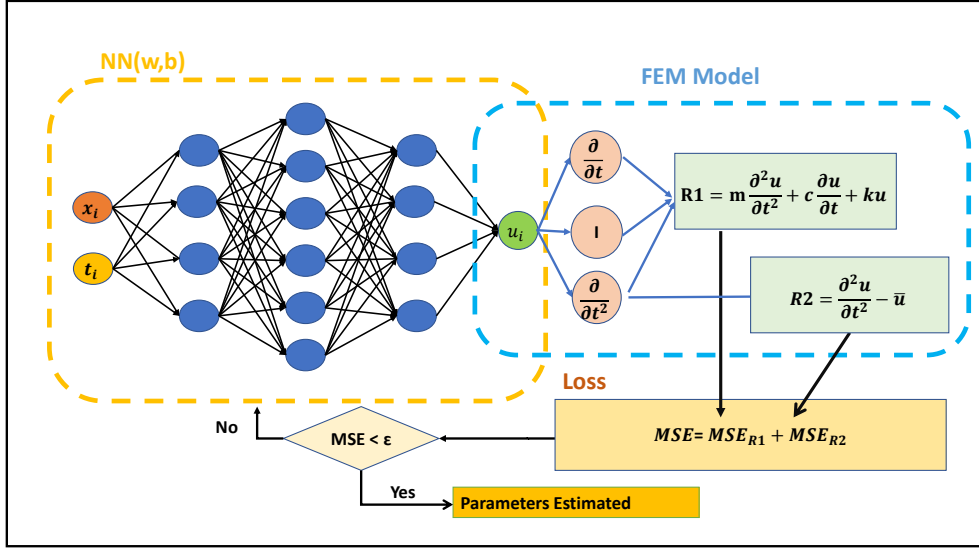 NN(w,b)
FEM Model
x_i
t_i
u_i
∂/∂t
I
∂/∂t²
R1 = m ∂²u/∂t² + c ∂u/∂t + ku
R2 = ∂²u/∂t² − ū
Loss
MSE= MSE_R1 + MSE_R2
MSE < ε
No
Yes
Parameters Estimated